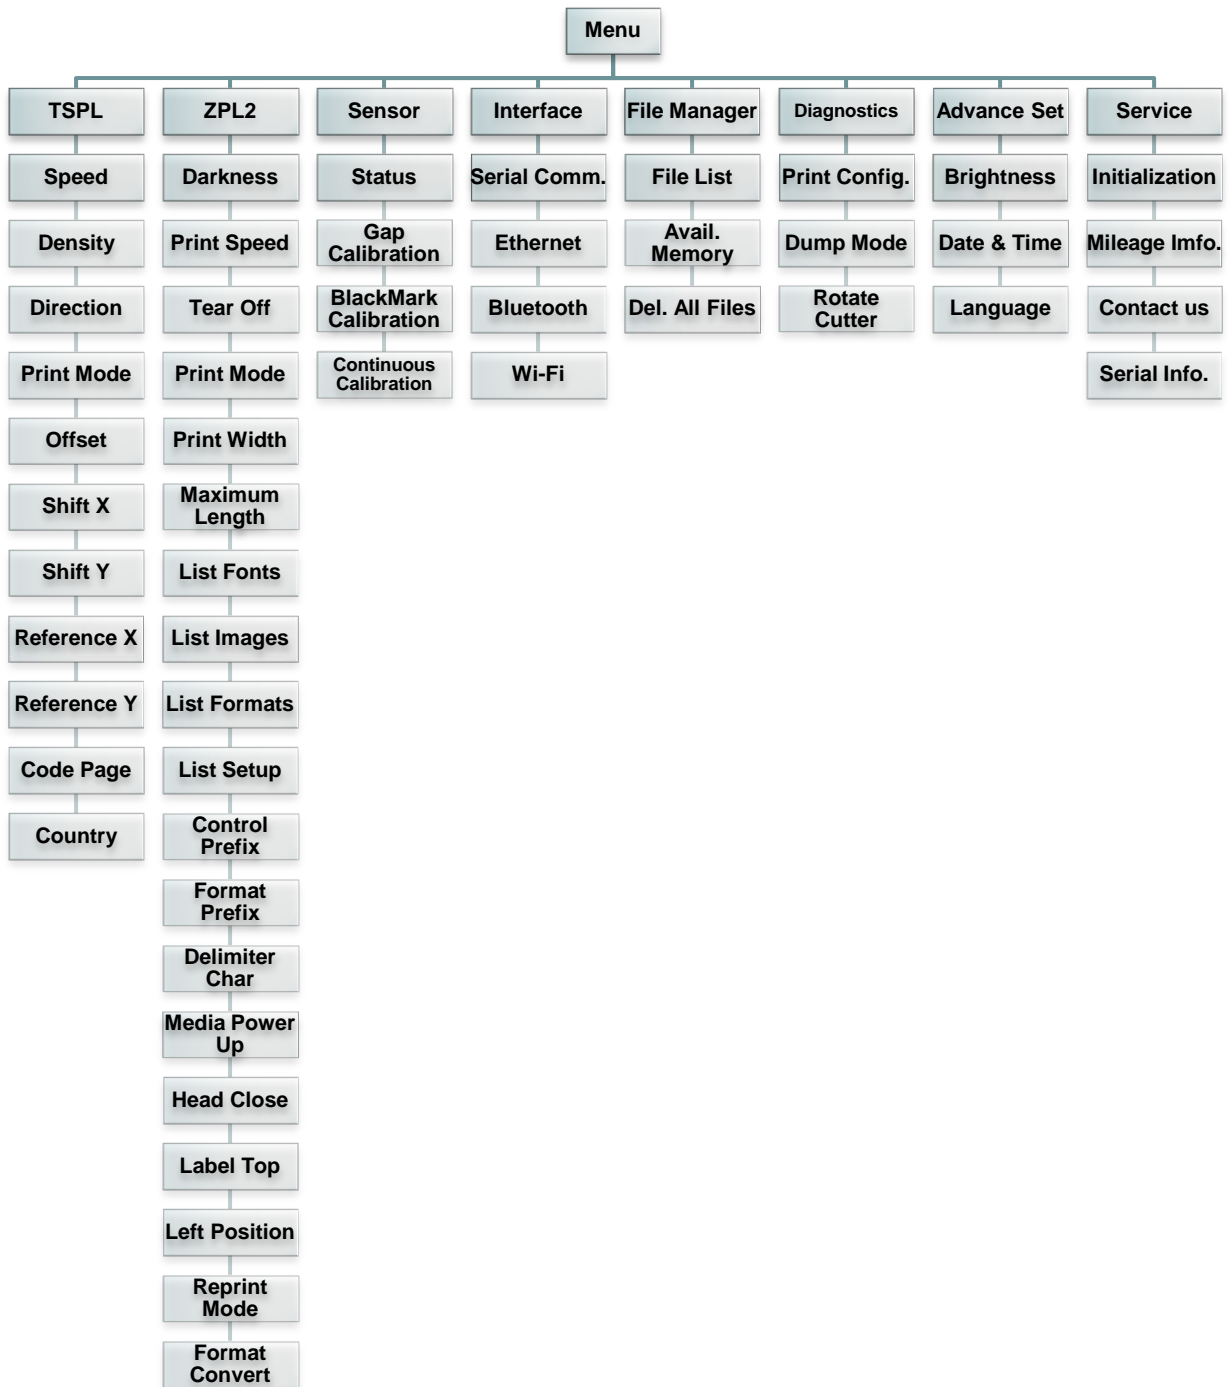 Menu
TSPL
Speed
Density
Direction
Print Mode
Offset
Shift X
Shift Y
Reference X
Reference Y
Code Page
Country
ZPL2
Darkness
Print Speed
Tear Off
Print Mode
Print Width
Maximum
Length
List Fonts
List Images
List Formats
List Setup
Control
Prefix
Format
Prefix
Delimiter
Char
Media Power
Up
Head Close
Label Top
Left Position
Reprint
Mode
Format
Convert
Sensor
Status
Gap
Calibration
BlackMark
Calibration
Continuous
Calibration
Interface
Serial Comm.
Ethernet
Bluetooth
Wi-Fi
File Manager
File List
Avail.
Memory
Del. All Files
Diagnostics
Print Config.
Dump Mode
Rotate
Cutter
Advance Set
Brightness
Date & Time
Language
Service
Initialization
Mileage Imfo.
Contact us
Serial Info.